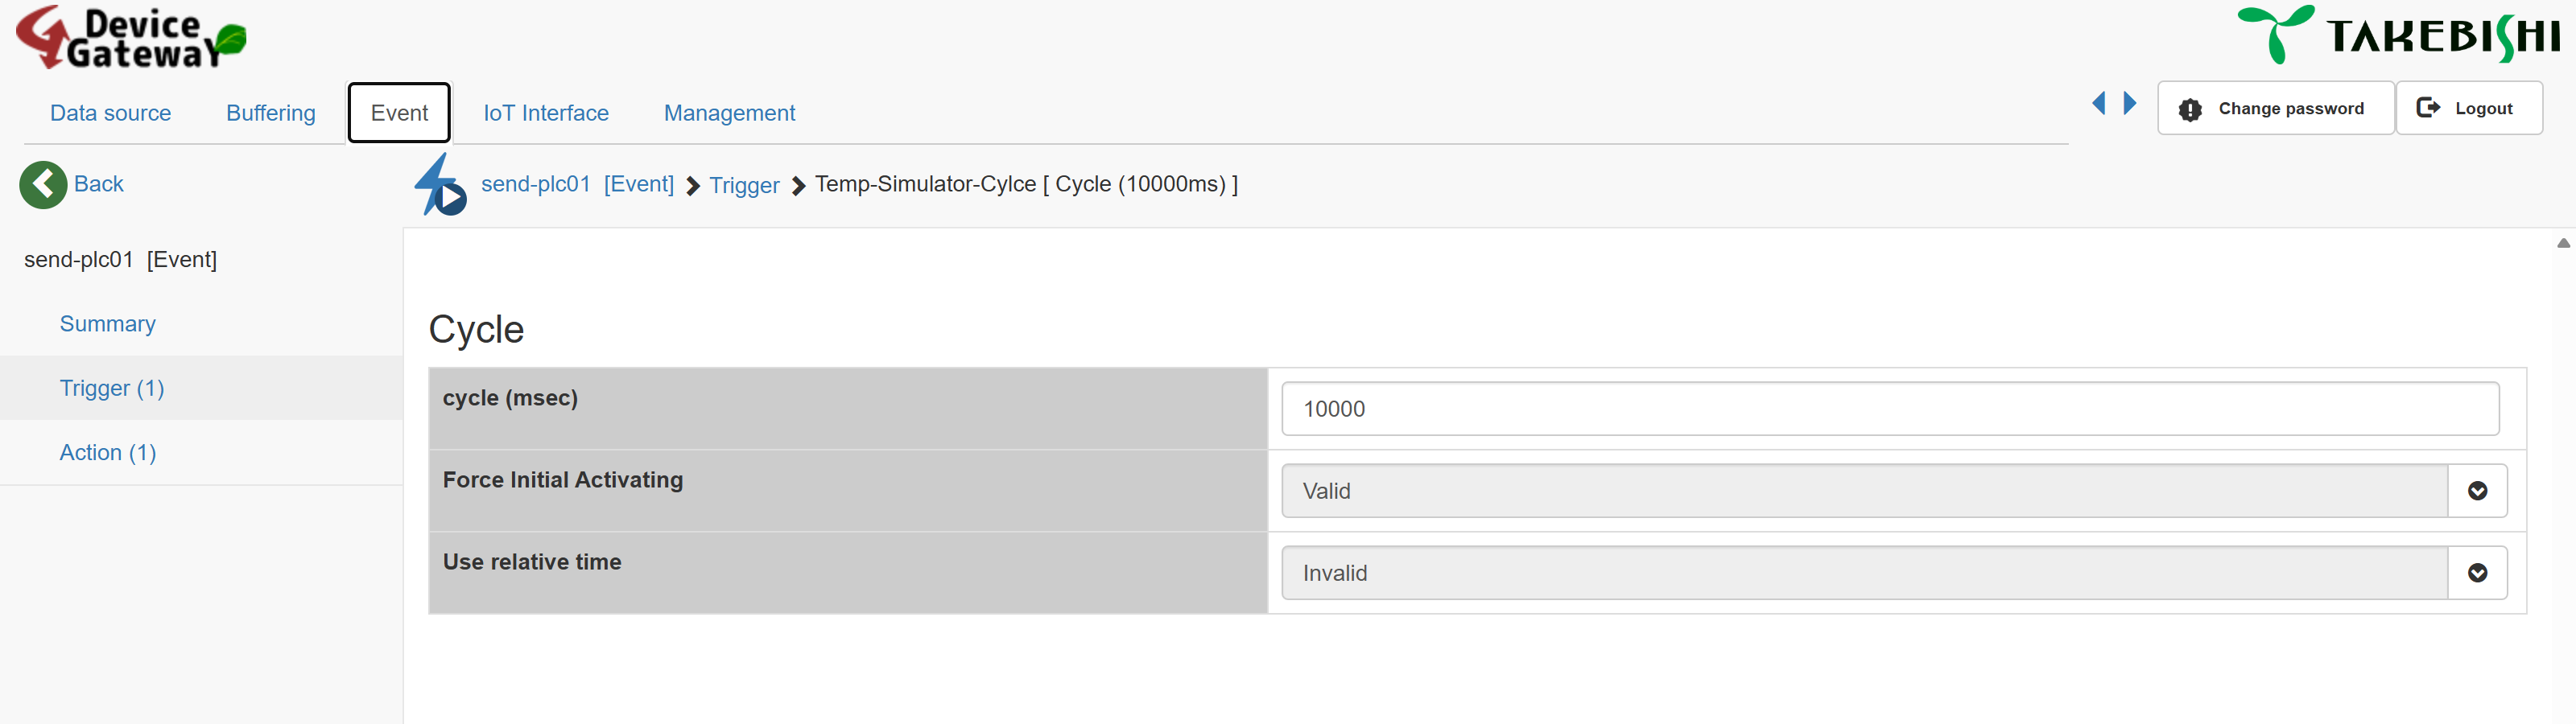 Device
GatewaY
TAKEBISHI
Data source
Buffering
Event
IoT Interface
Management
Change password
Logout
Back
send-plc01 [Event] Trigger Temp-Simulator-Cylce [ Cycle (10000ms) ]
send-plc01 [Event]
Summary
Trigger (1)
Action (1)
Cycle
cycle (msec)
10000
Force Initial Activating
Valid
Use relative time
Invalid